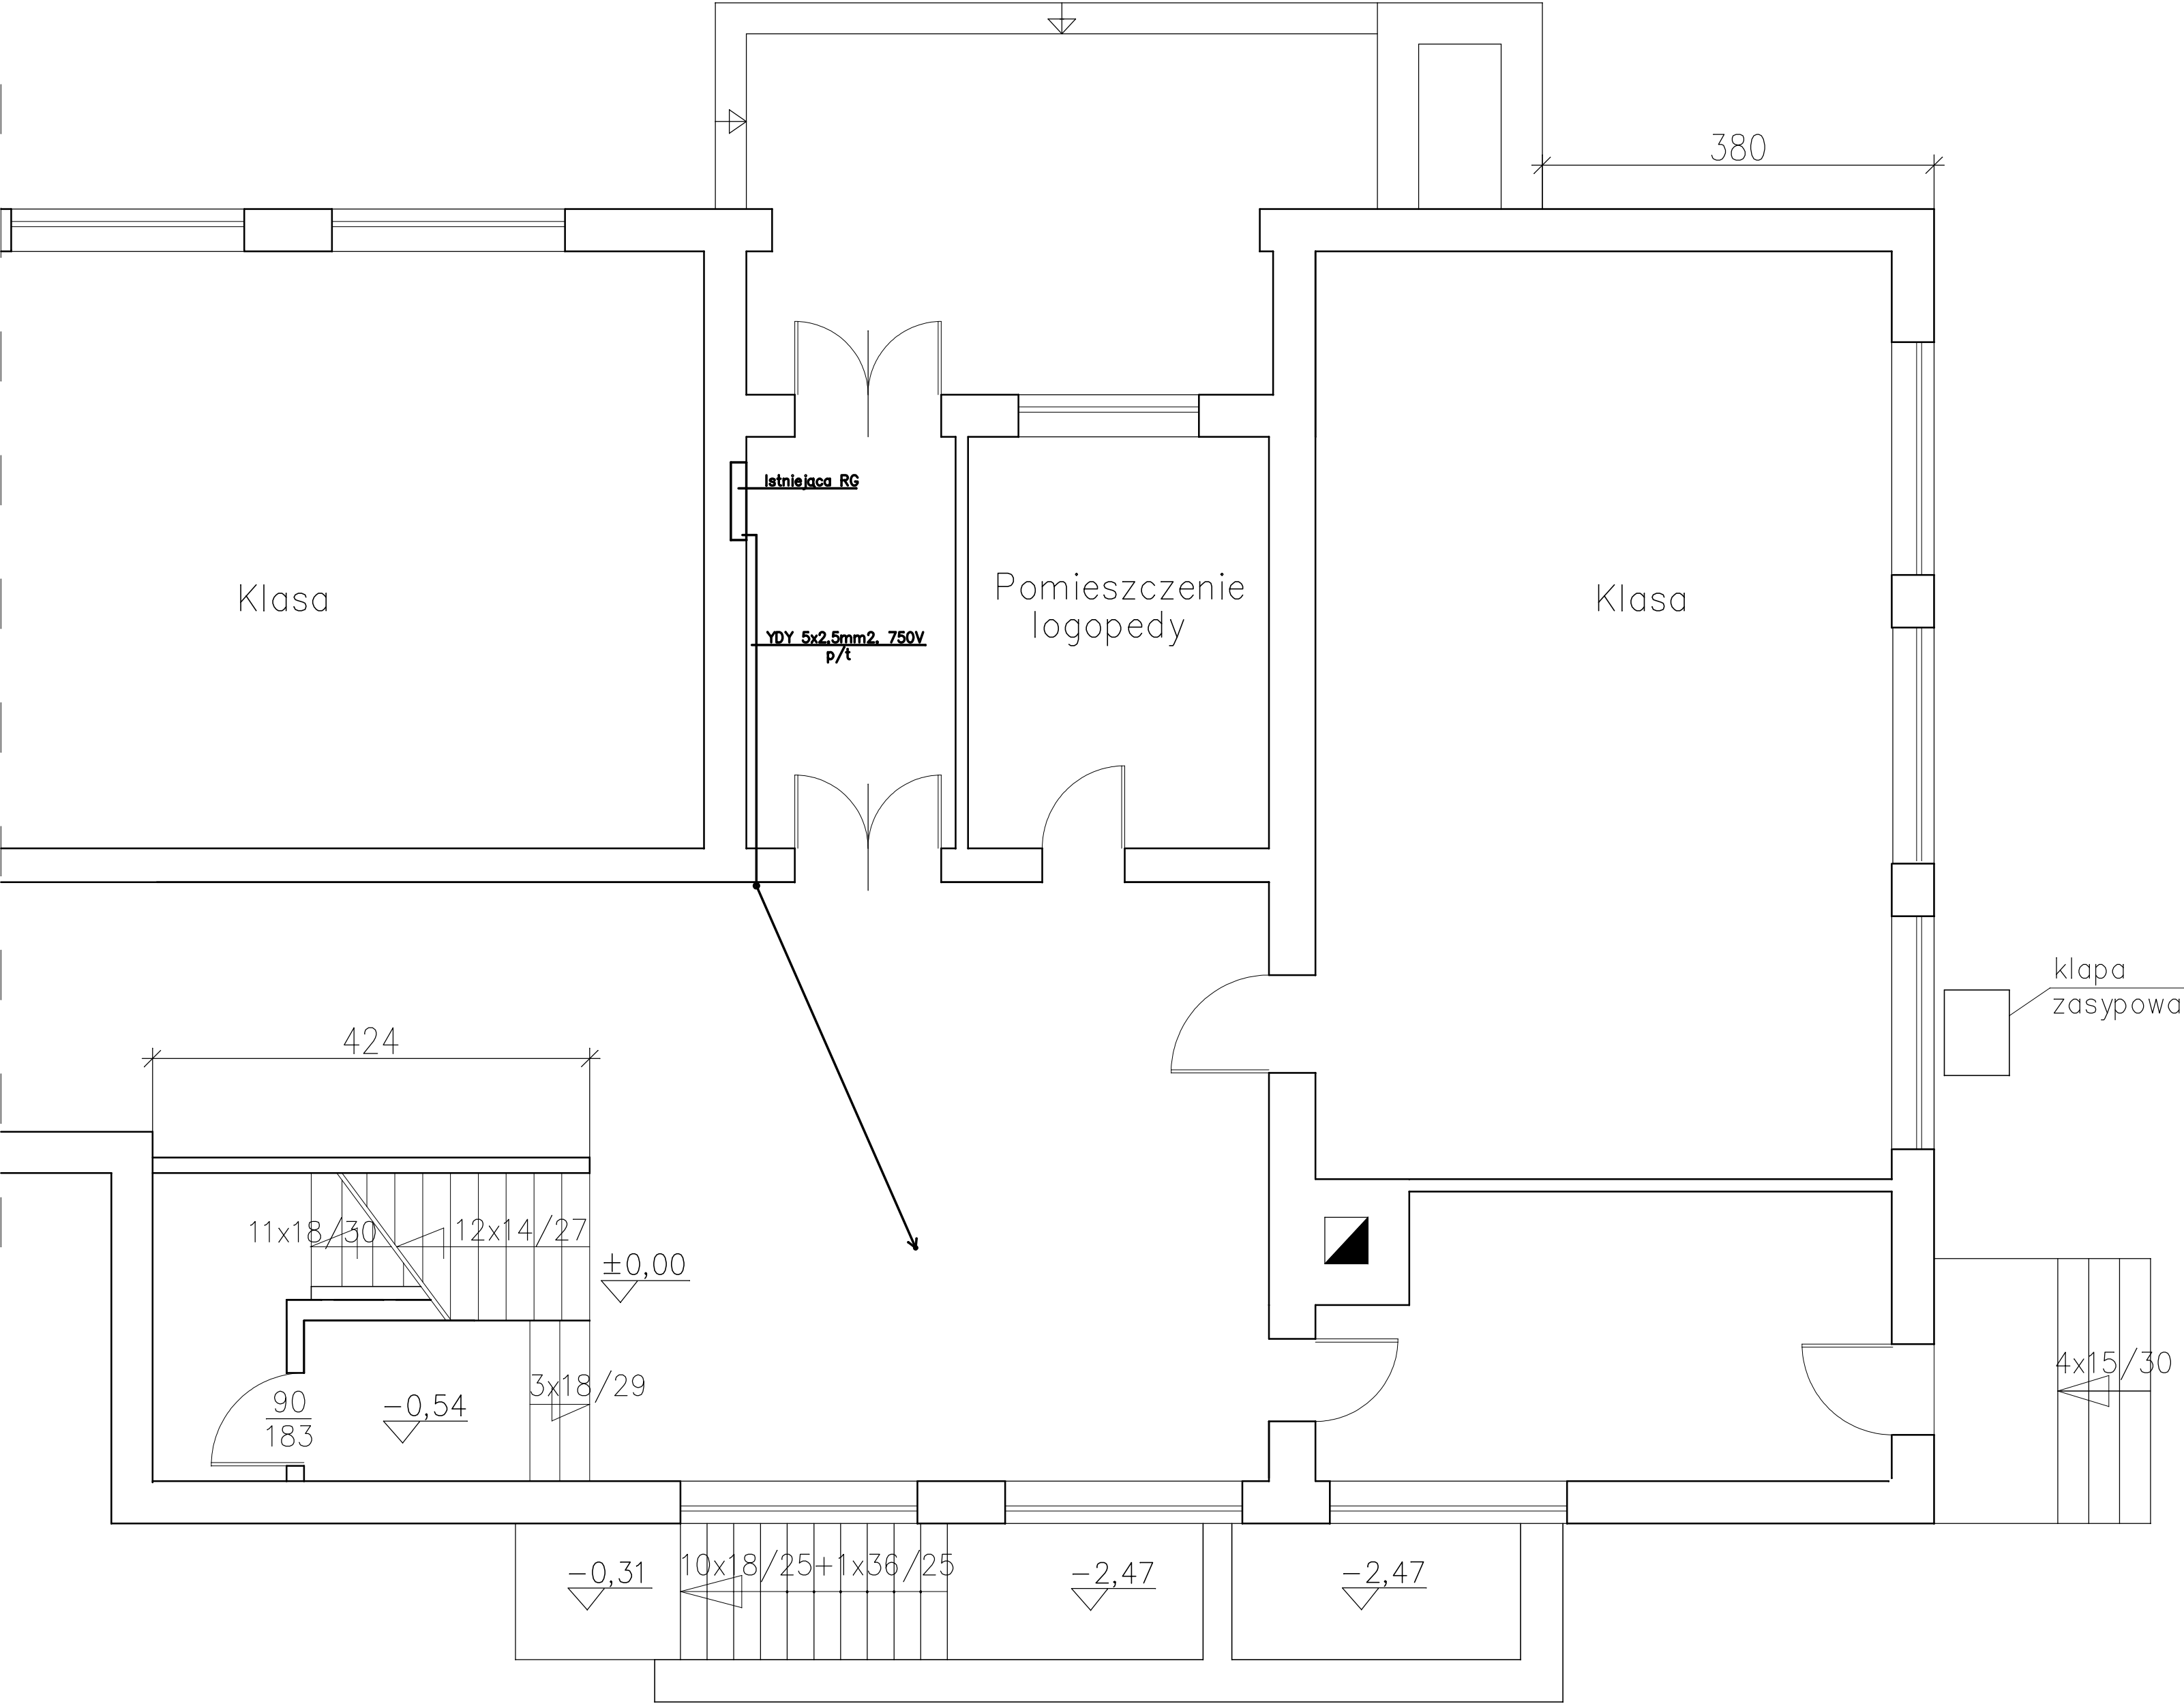 380
Istniejąca RG
Klasa
Pomieszczenie
logopedy
Klasa
YDY 5x2,5mm2, 750V
p/t
klapa
zasypowa
424
11x18/30
12x14/27
±0,00
3x18/29
4x15/30
90
183
-0,54
-0,31
10x18/25+1x36/25
-2,47
-2,47